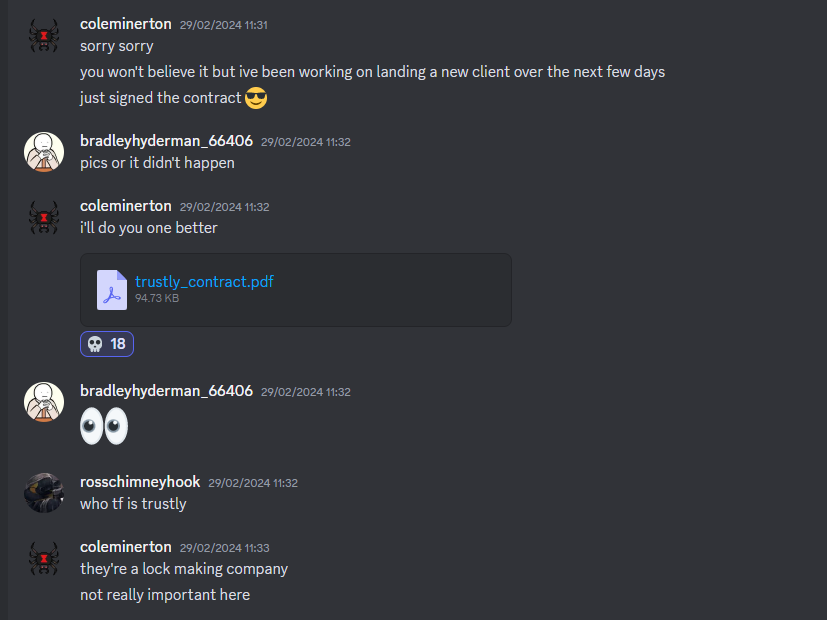 coleminerton 29/02/2024 11:31
sorry sorry
you won't believe it but ive been working on landing a new client over the next few days
just signed the contract 😎
bradleyhyderman_66406 29/02/2024 11:32
pics or it didn't happen
coleminerton 29/02/2024 11:32
i'll do you one better
trustly_contract.pdf
94.73 KB
💀 18
bradleyhyderman_66406 29/02/2024 11:32
👀
rosschimneyhook 29/02/2024 11:32
who tf is trustly
coleminerton 29/02/2024 11:33
they're a lock making company
not really important here